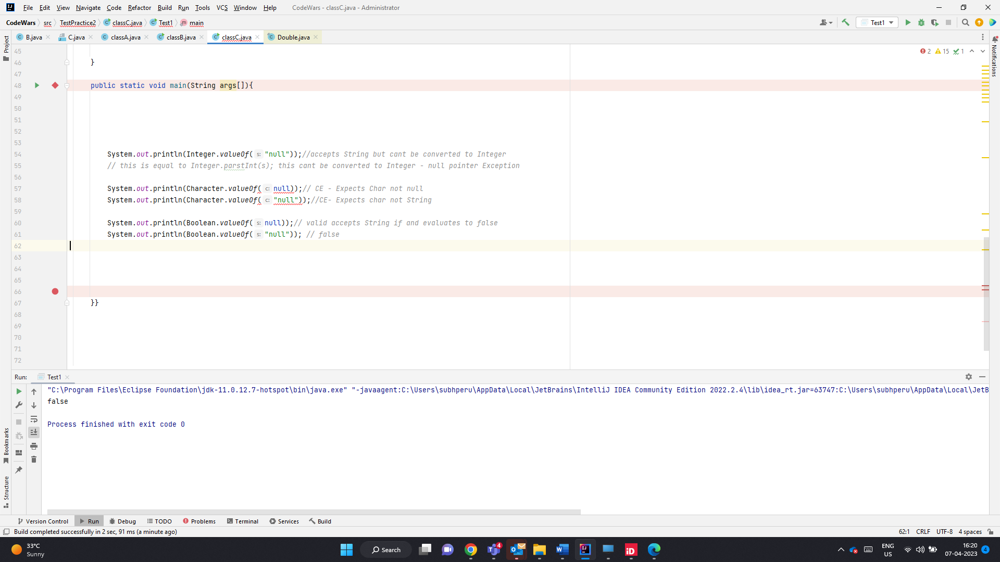 File Edit View Navigate Code Refactor Build Run Tools VCS Window Help CodeWars - classC.java - Administrator
CodeWars src TestPractice2 classC.java Test1 main Test1
B.java C.java classA.java classB.java classC.java Double.java
Project
Notifications
2 15 1
45
46 }
47
48 public static void main(String args[]){
49
50
51
52
53
54 System.out.println(Integer.valueOf( s: "null"));//accepts String but cant be converted to Integer
55 // this is equal to Integer.parstInt(s); this cant be converted to Integer - null pointer Exception
56
57 System.out.println(Character.valueOf( c: null));// CE - Expects Char not null
58 System.out.println(Character.valueOf( c: "null"));//CE- Expects char not String
59
60 System.out.println(Boolean.valueOf( s: null));// valid accepts String if and evaluates to false
61 System.out.println(Boolean.valueOf( s: "null")); // false
62
63
64
65
66
67 }}
68
69
70
71
72
Run: Test1
"C:\Program Files\Eclipse Foundation\jdk-11.0.12.7-hotspot\bin\java.exe" "-javaagent:C:\Users\subhperu\AppData\Local\JetBrains\IntelliJ IDEA Community Edition 2022.2.4\lib\idea_rt.jar=63747:C:\Users\subhperu\AppData\Local\JetB
false
Process finished with exit code 0
Bookmarks
Structure
Version Control Run Debug TODO Problems Terminal Services Build
Build completed successfully in 2 sec, 91 ms (a minute ago) 62:1 CRLF UTF-8 4 spaces
33°C
Sunny
Search
4
iD
ENG
US
16:20
07-04-2023
4